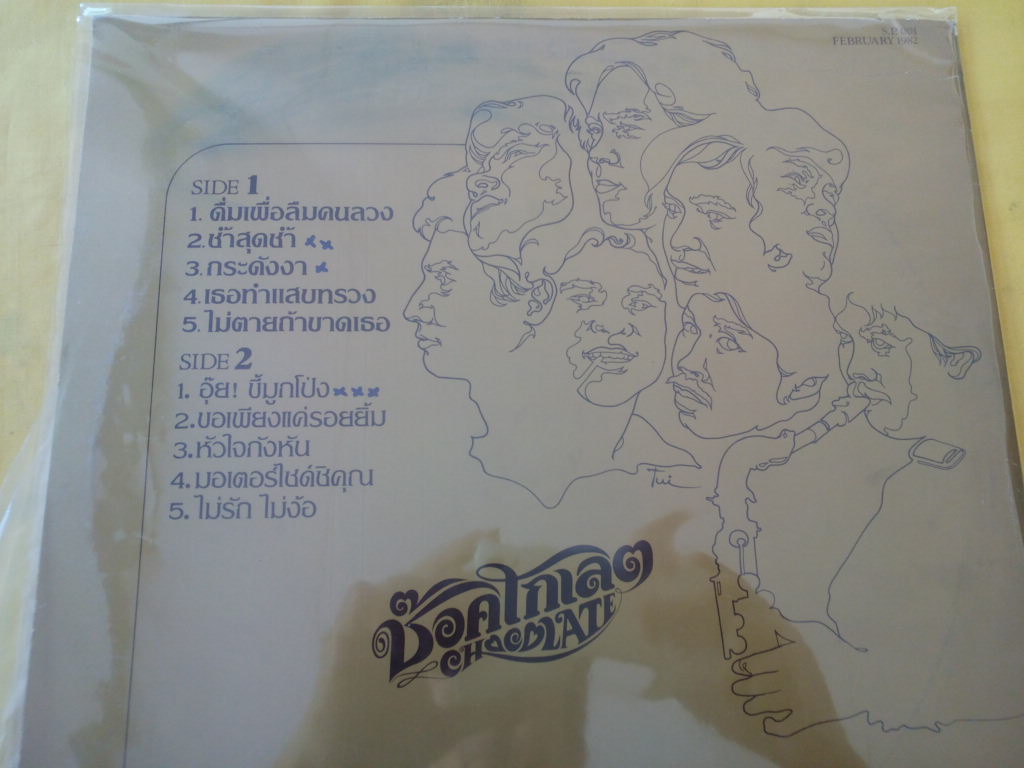 FEBRUARY 1982
SIDE 1
1. ดื่มเพื่อลืมคนลวง
2. ช้ำสุดช้ำ
3. กระดังงา
4. เธอทำแสบทรวง
5. ไม่ตายถ้าขาดเธอ
SIDE 2
1. อุ๊ย! ขี้มูกโป่ง
2. ขอเพียงแค่รอยยิ้ม
3. หัวใจกังหัน
4. มอเตอร์ไซด์ซิคุณ
5. ไม่รัก ไม่ง้อ
Tui
ช๊อคโกเลต
CHOCOLATE